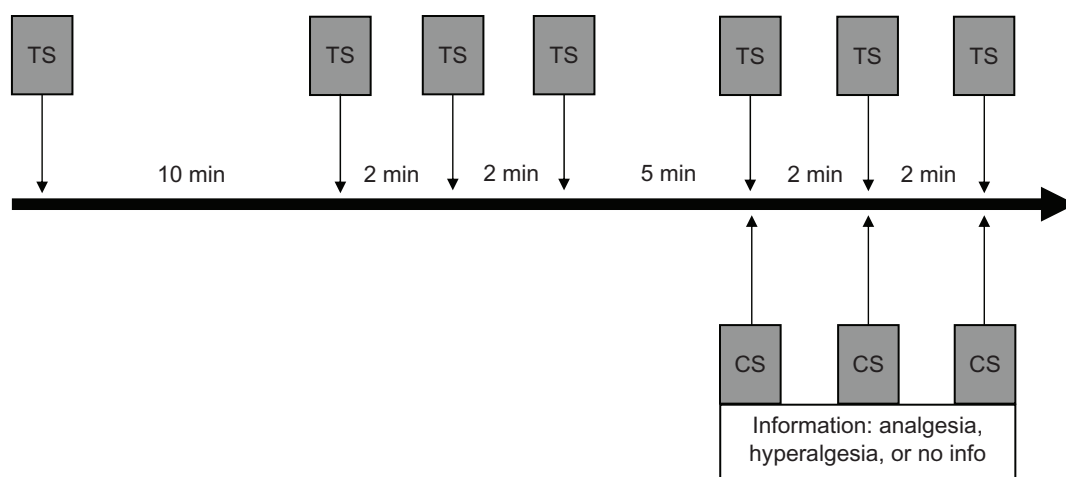 TS TS TS TS TS TS TS
10 min 2 min 2 min 5 min 2 min 2 min
CS CS CS
Information: analgesia,
hyperalgesia, or no info